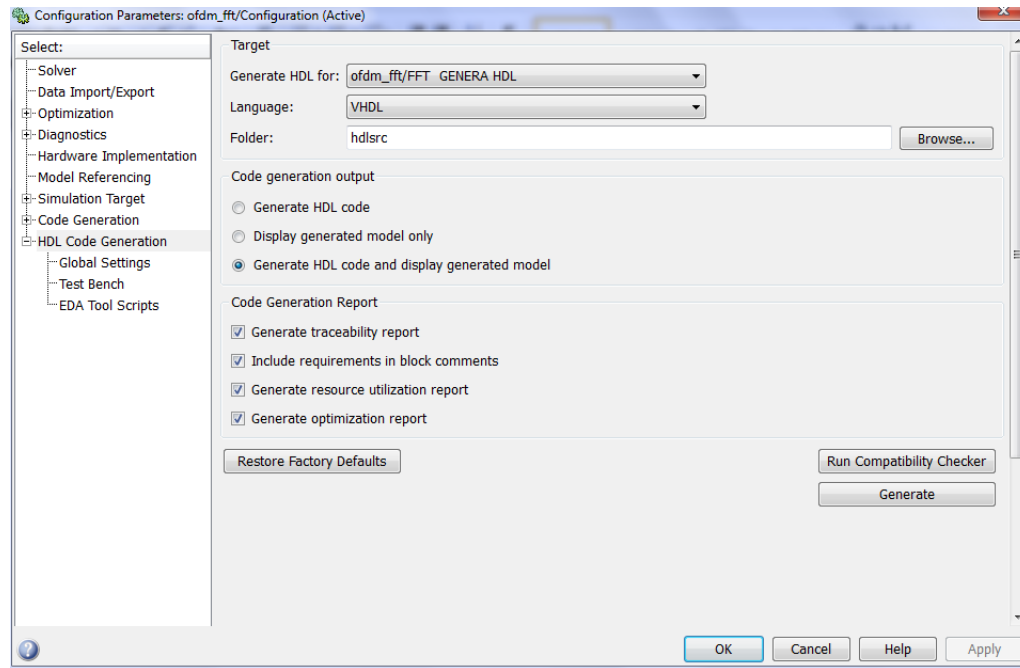 Configuration Parameters: ofdm_fft/Configuration (Active)
Select:
Solver
Data Import/Export
Optimization
Diagnostics
Hardware Implementation
Model Referencing
Simulation Target
Code Generation
HDL Code Generation
Global Settings
Test Bench
EDA Tool Scripts
Target
Generate HDL for: ofdm_fft/FFT GENERA HDL
Language: VHDL
Folder: hdlsrc Browse...
Code generation output
Generate HDL code
Display generated model only
Generate HDL code and display generated model
Code Generation Report
Generate traceability report
Include requirements in block comments
Generate resource utilization report
Generate optimization report
Restore Factory Defaults Run Compatibility Checker
Generate
OK Cancel Help Apply